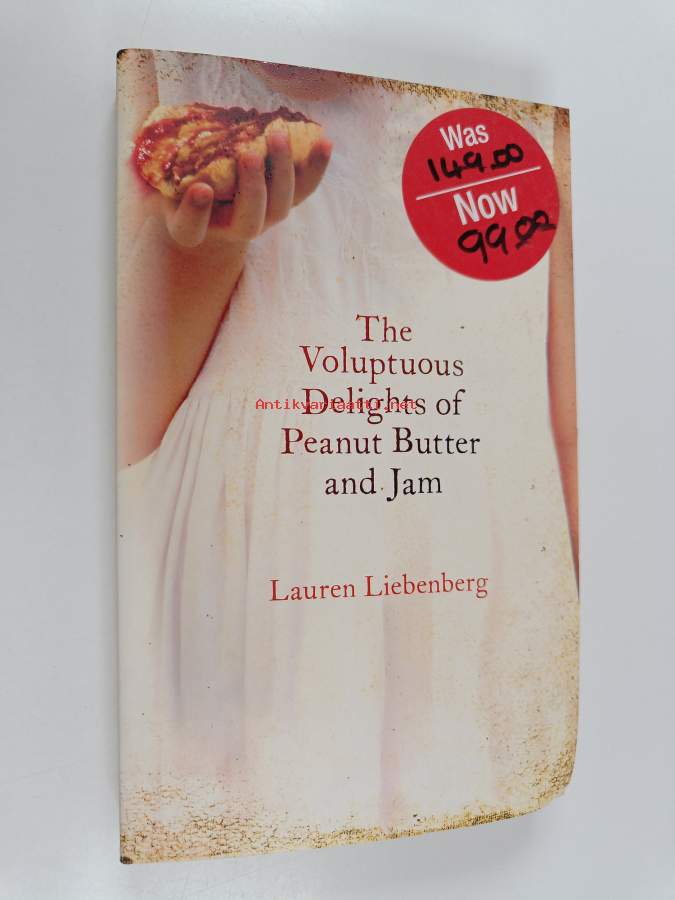 Was
149.00
Now
99.00
The
Voluptuous
Delights of
Antikvariaatti.net
Peanut Butter
and Jam
Lauren Liebenberg